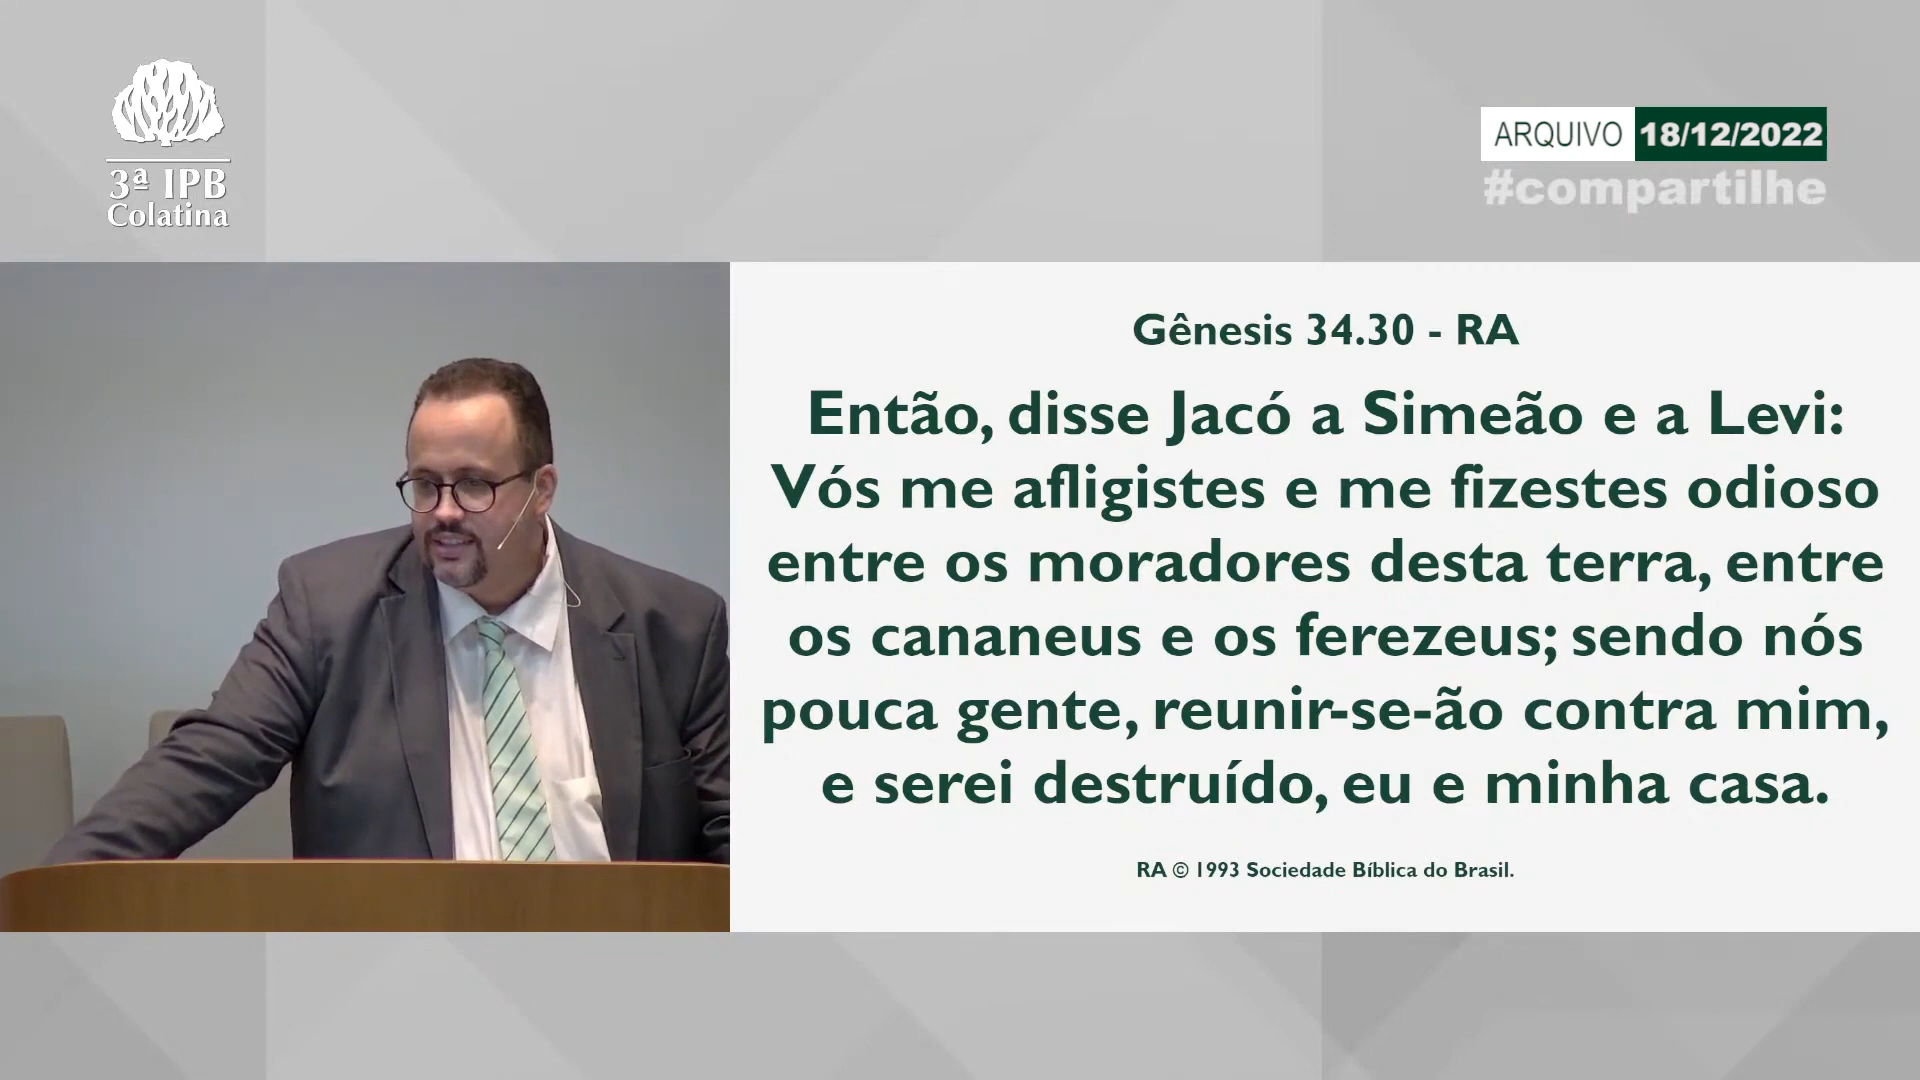 3ª IPB
Colatina
ARQUIVO 18/12/2022
#compartilhe
Gênesis 34.30 - RA
Então, disse Jacó a Simeão e a Levi:
Vós me afligistes e me fizestes odioso
entre os moradores desta terra, entre
os cananeus e os ferezeus; sendo nós
pouca gente, reunir-se-ão contra mim,
e serei destruído, eu e minha casa.
RA © 1993 Sociedade Bíblica do Brasil.